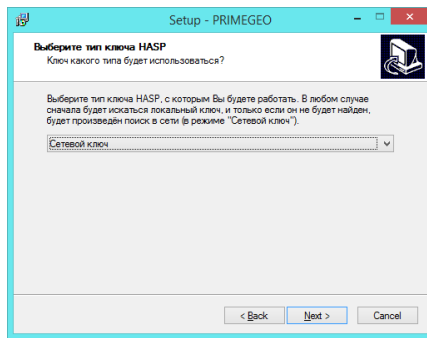 Setup - PRIMEGEO
Выберите тип ключа HASP
Ключ какого типа будет использоваться?
Выберите тип ключа HASP, с которым Вы будете работать. В любом случае
сначала будет искаться локальный ключ, и только если он не будет найден,
будет произведён поиск в сети (в режиме "Сетевой ключ").
Сетевой ключ
< Back Next > Cancel